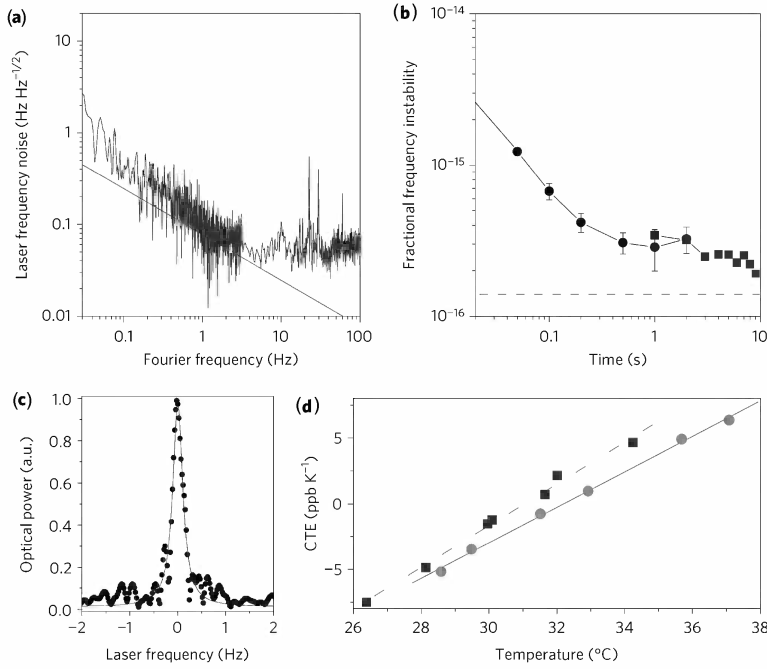 (a)
10
1
0.1
0.01
Laser frequency noise (Hz Hz⁻¹/²)
0.1 1 10 100
Fourier frequency (Hz)
(b)
10⁻¹⁴
10⁻¹⁵
10⁻¹⁶
Fractional frequency instability
0.1 1 10
Time (s)
(c)
1.0
0.8
0.6
0.4
0.2
0.0
Optical power (a.u.)
−2 −1 0 1 2
Laser frequency (Hz)
(d)
5
0
−5
CTE (ppb K⁻¹)
26 28 30 32 34 36 38
Temperature (°C)